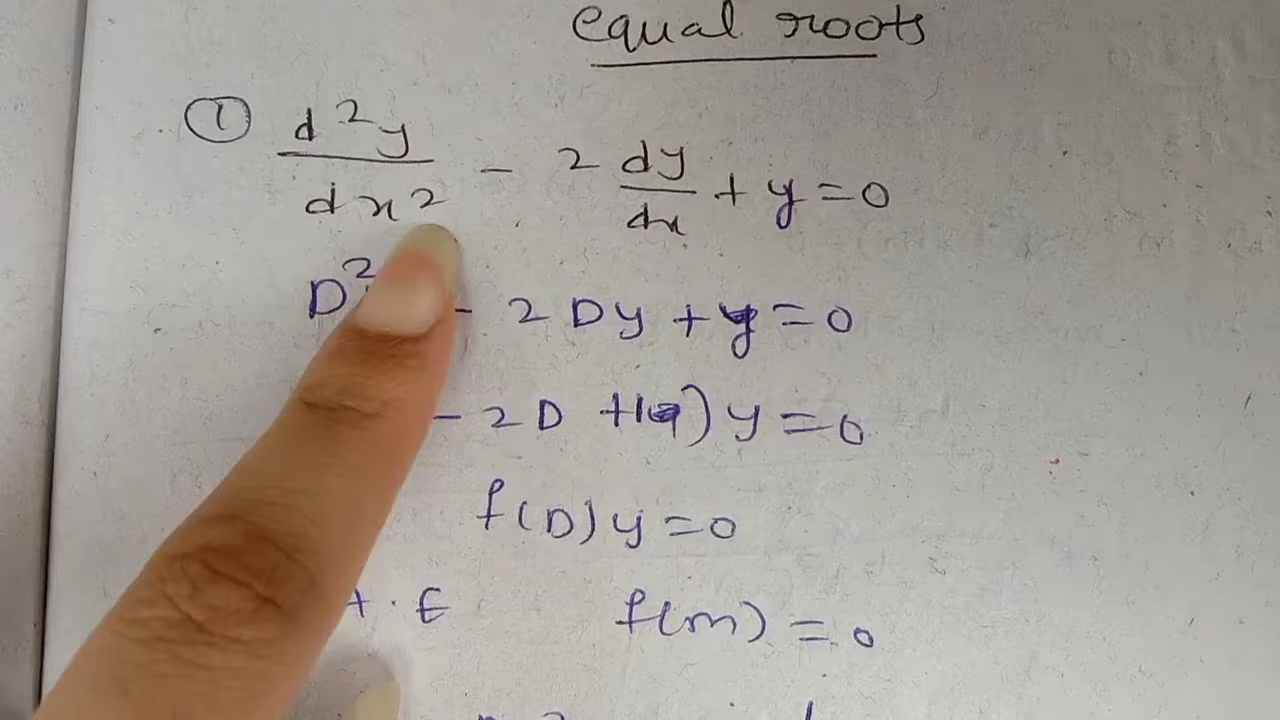 equal roots
① d²y/dx² - 2 dy/dx + y = 0
D² - 2Dy + y = 0
- 2D + 1) y = 0
f(D) y = 0
A.E f(m) = 0